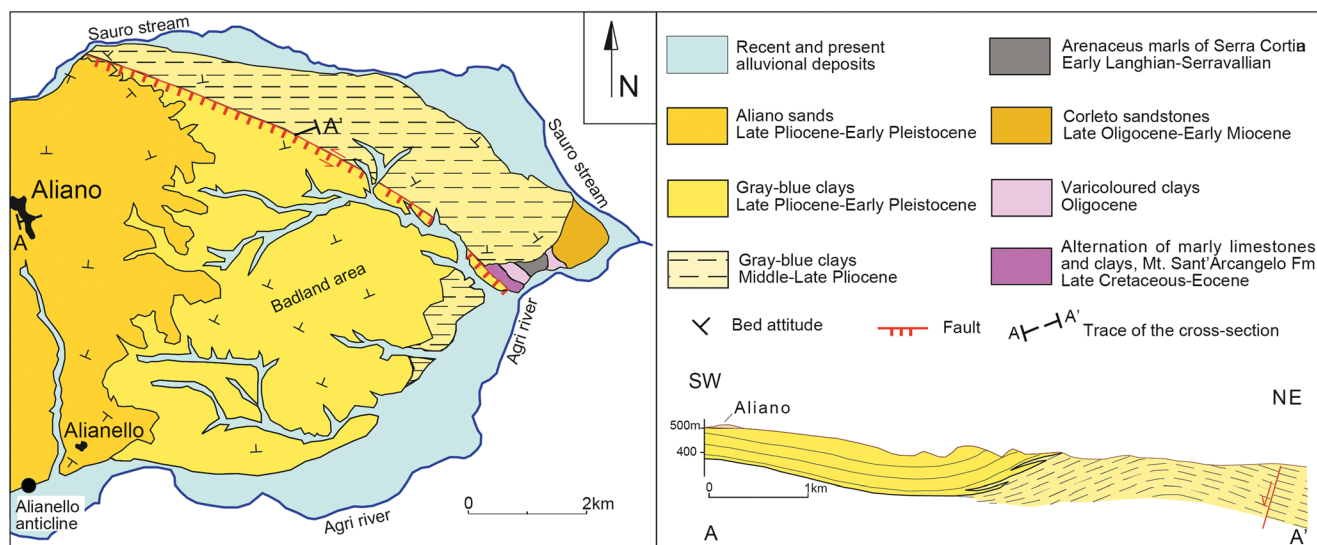 Sauro stream
N
A'
Sauro stream
Aliano
A
Badland area
Agri river
Alianello
Alianello
anticline
0 2km
Agri river
Recent and present
alluvional deposits
Aliano sands
Late Pliocene-Early Pleistocene
Gray-blue clays
Late Pliocene-Early Pleistocene
Gray-blue clays
Middle-Late Pliocene
Arenaceus marls of Serra Cortina
Early Langhian-Serravallian
Corleto sandstones
Late Oligocene-Early Miocene
Varicoloured clays
Oligocene
Alternation of marly limestones
and clays, Mt. Sant'Arcangelo Fm
Late Cretaceous-Eocene
Bed attitude
Fault
A A' Trace of the cross-section
SW
NE
Aliano
500m
400
0 1km
A
A'